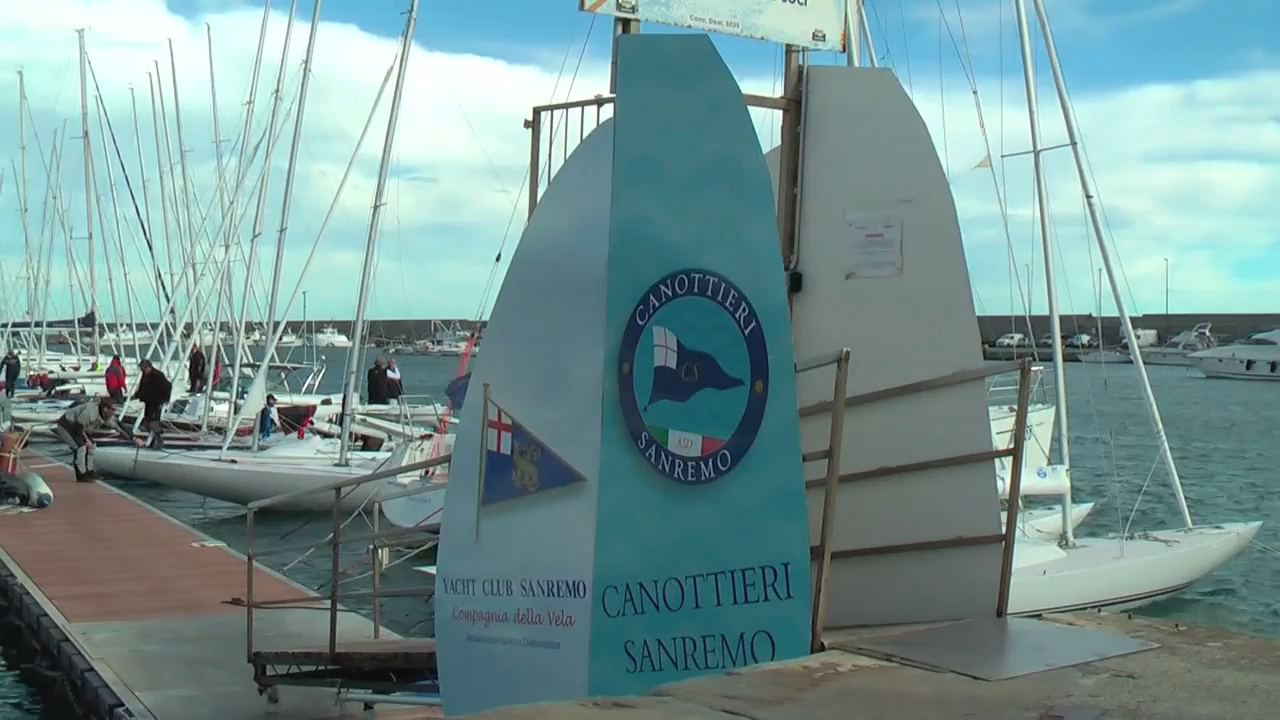 Canottieri
Sanremo
CS
ASD
YACHT CLUB SANREMO
Compagnia della Vela
CANOTTIERI
SANREMO